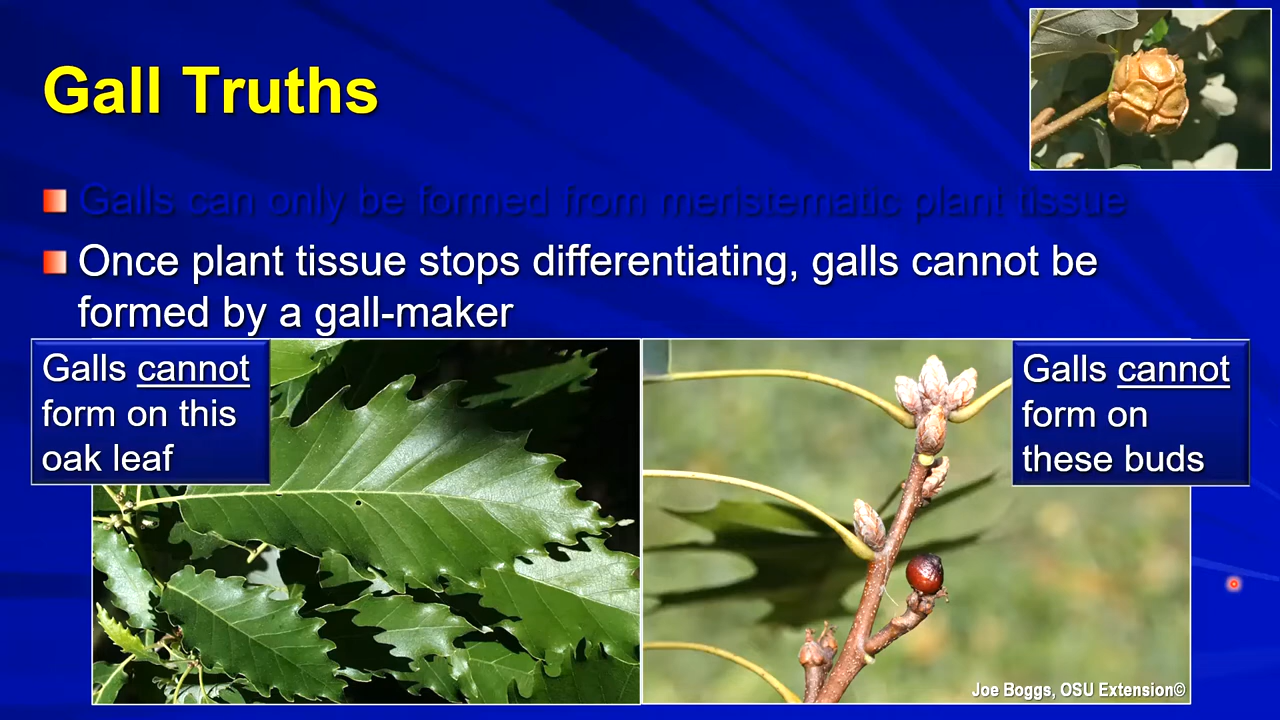 Gall Truths
Galls can only be formed from meristematic plant tissue
Once plant tissue stops differentiating, galls cannot be
formed by a gall-maker
Galls cannot
form on this
oak leaf
Galls cannot
form on
these buds
Joe Boggs, OSU Extension©